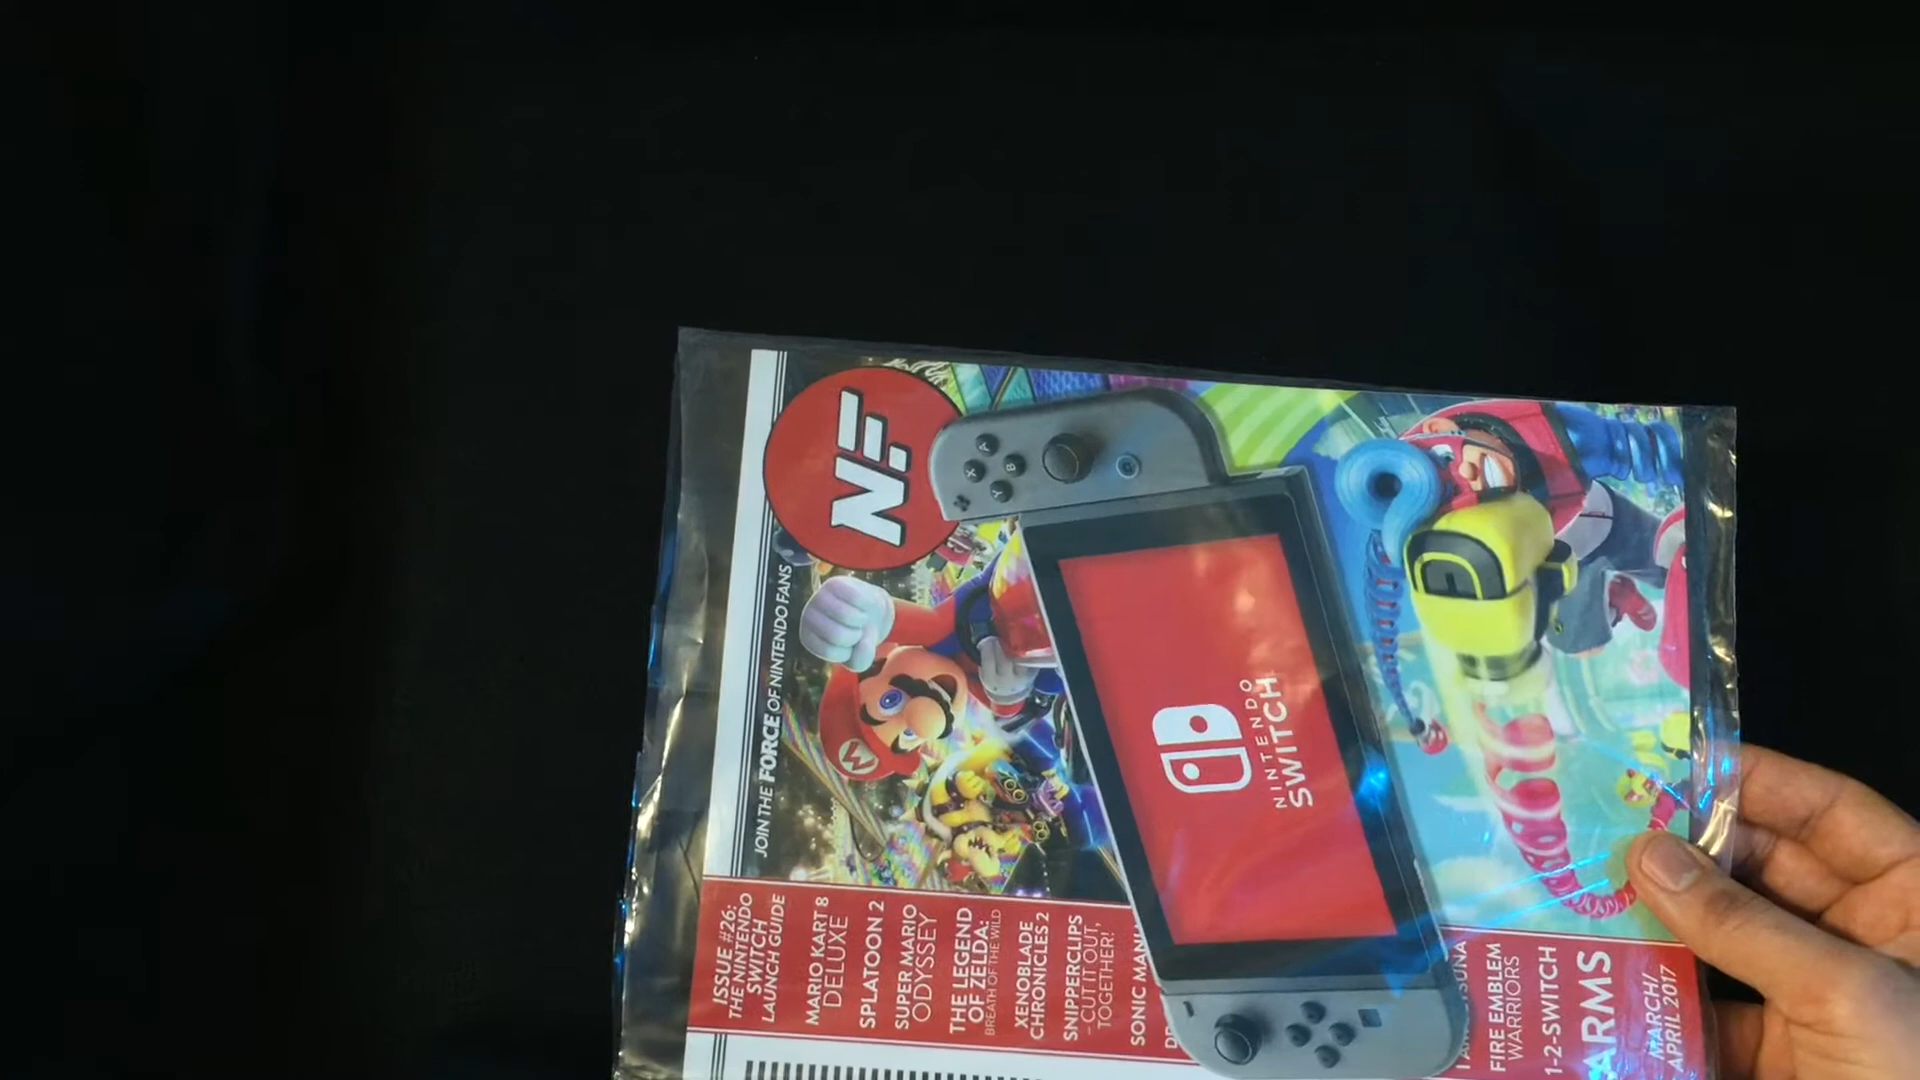 NF
JOIN THE FORCE OF NINTENDO FANS
ISSUE #26:
THE NINTENDO
SWITCH
LAUNCH GUIDE
MARIO KART 8
DELUXE
SPLATOON 2
SUPER MARIO
ODYSSEY
THE LEGEND
OF ZELDA:
BREATH OF THE WILD
XENOBLADE
CHRONICLES 2
SNIPPERCLIPS
- CUT IT OUT,
TOGETHER!
SONIC
FIRE EMBLEM
WARRIORS
1-2-SWITCH
ARMS
MARCH/
APRIL 2017
NINTENDO
SWITCH
A
X
B
Y
M